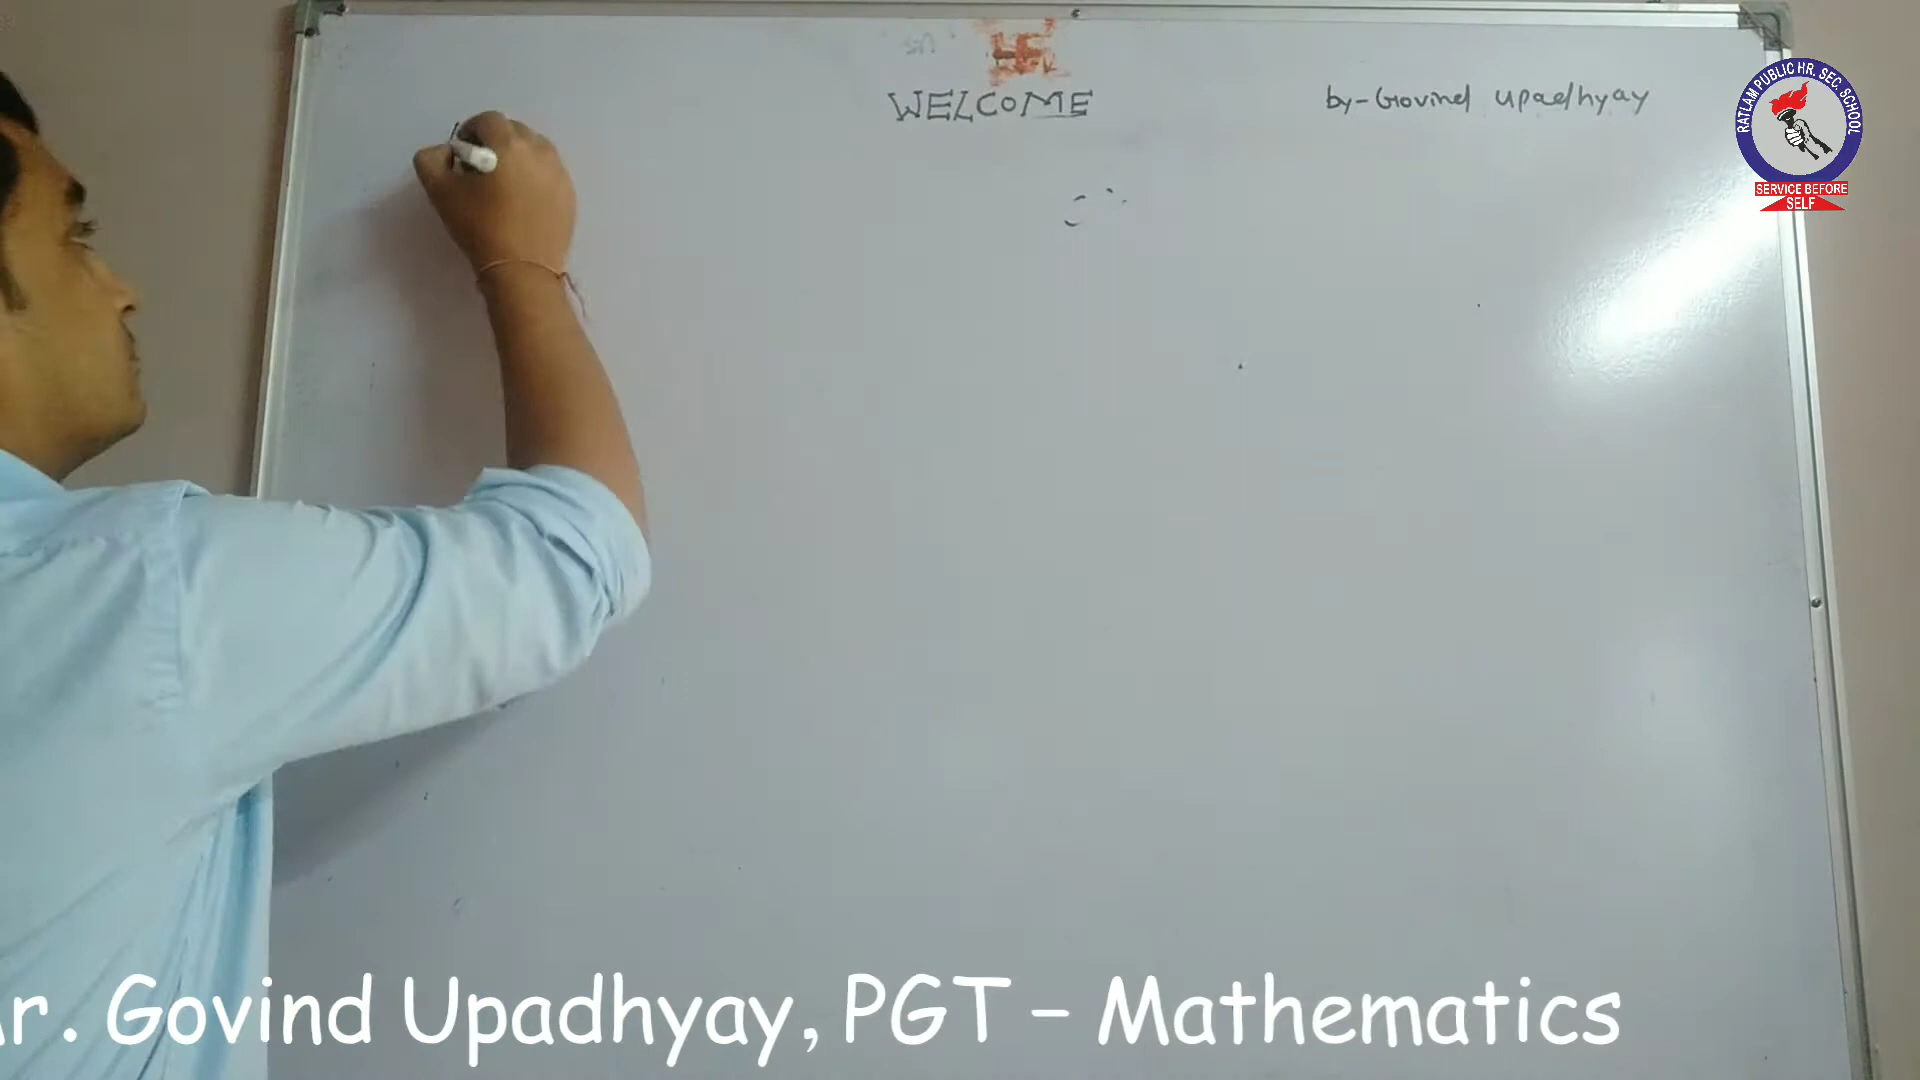 WELCOME
by-Govind Upadhyay
RATLAM PUBLIC HR. SEC. SCHOOL
SERVICE BEFORE
SELF
r. Govind Upadhyay, PGT - Mathematics